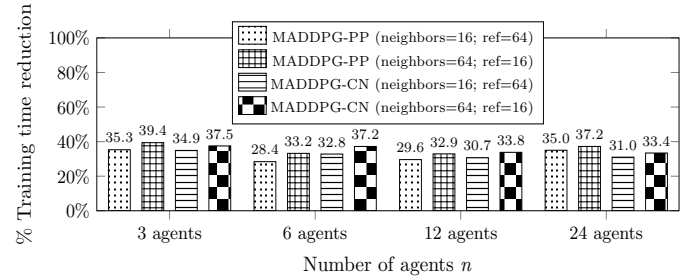 % Training time reduction
100%
80%
60%
40%
20%
0%
MADDPG-PP (neighbors=16; ref=64)
MADDPG-PP (neighbors=64; ref=16)
MADDPG-CN (neighbors=16; ref=64)
MADDPG-CN (neighbors=64; ref=16)
35.3 39.4 34.9 37.5
28.4 33.2 32.8 37.2
29.6 32.9 30.7 33.8
35.0 37.2 31.0 33.4
3 agents 6 agents 12 agents 24 agents
Number of agents n